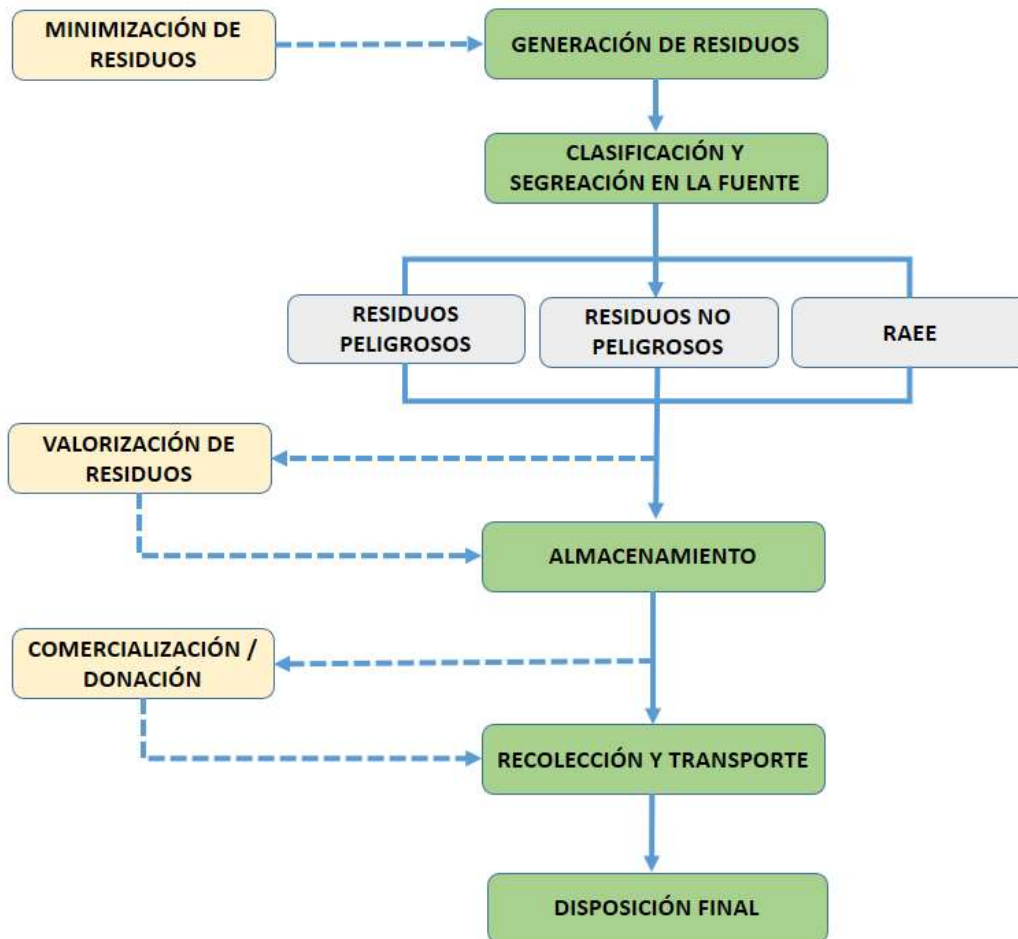 MINIMIZACIÓN DE
RESIDUOS
GENERACIÓN DE RESIDUOS
CLASIFICACIÓN Y
SEGREACIÓN EN LA FUENTE
RESIDUOS
PELIGROSOS
RESIDUOS NO
PELIGROSOS
RAEE
VALORIZACIÓN DE
RESIDUOS
ALMACENAMIENTO
COMERCIALIZACIÓN /
DONACIÓN
RECOLECCIÓN Y TRANSPORTE
DISPOSICIÓN FINAL